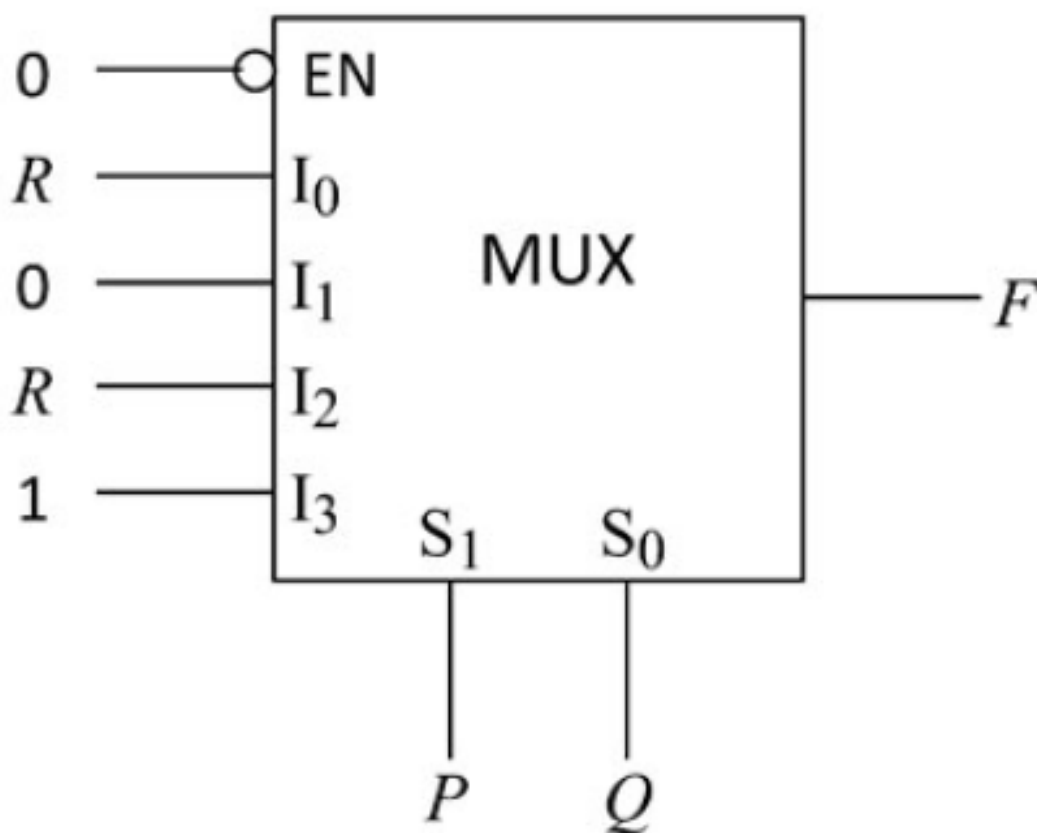 0 EN
R I₀
MUX
0 I₁
F
R I₂
1 I₃
S₁ S₀
P Q